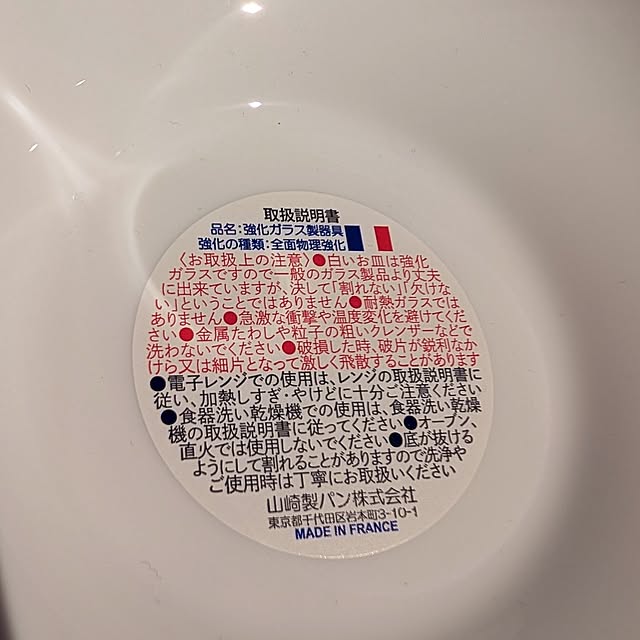 取扱説明書
品名:強化ガラス製器具
強化の種類:全面物理強化
〈お取扱上の注意〉●白いお皿は強化
ガラスですので一般のガラス製品より丈夫
に出来ていますが、決して「割れない」「欠けな
い」ということではありません●耐熱ガラスでは
ありません●急激な衝撃や温度変化を避けてくだ
さい●金属たわしや粒子の粗いクレンザーなどで
洗わないでください●破損した時、破片が鋭利なか
けら又は細片となって激しく飛散することがあります
●電子レンジでの使用は、レンジの取扱説明書に
従い、加熱しすぎ・やけどに十分ご注意ください
●食器洗い乾燥機での使用は、食器洗い乾燥
機の取扱説明書に従ってください●オーブン、
直火では使用しないでください●底が抜ける
ようにして割れることがありますので洗浄や
ご使用時は丁寧にお取扱いください
山崎製パン株式会社
東京都千代田区岩本町3-10-1
MADE IN FRANCE